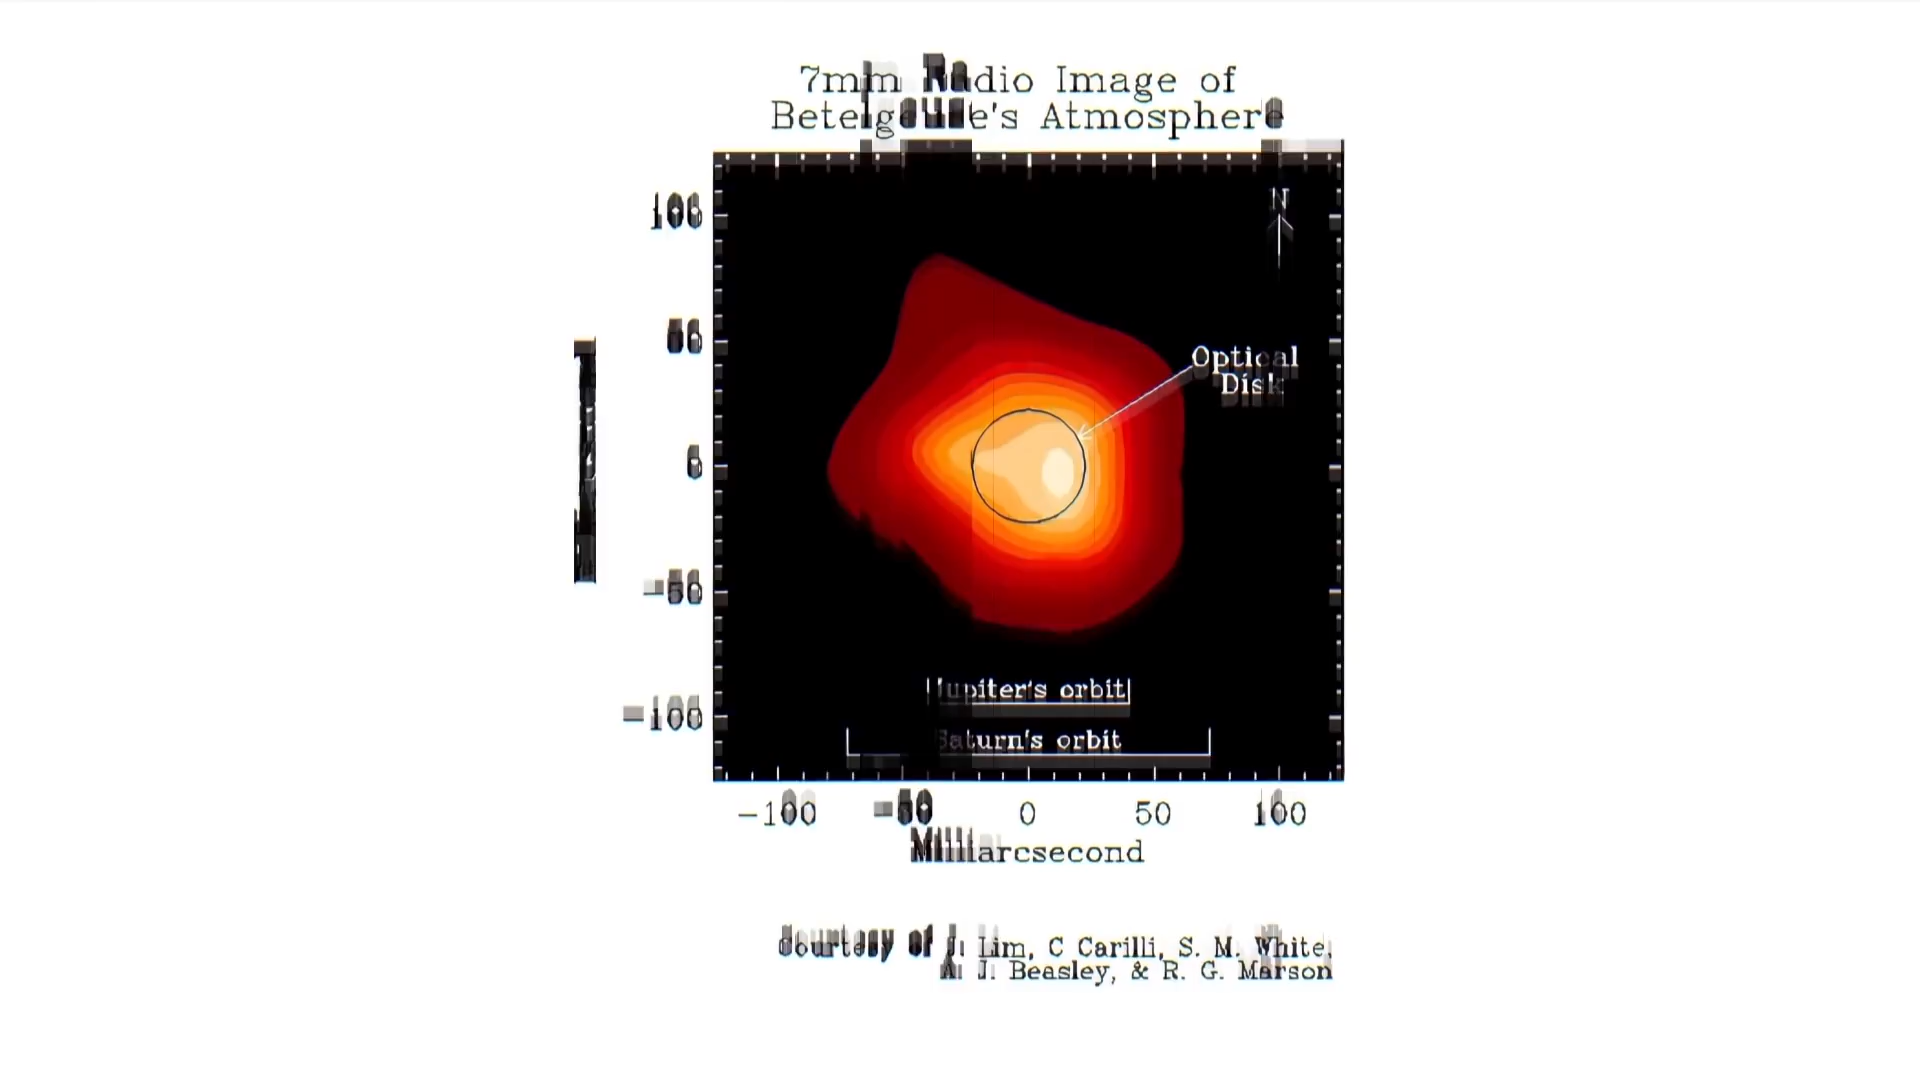 7mm Radio Image of
Betelgeuse's Atmosphere
100
50
0
-50
-100
N
Optical
Disk
Jupiter's orbit
Saturn's orbit
-100 -50 0 50 100
Milliarcsecond
Courtesy of J. Lim, C Carilli, S. M. White,
A. J. Beasley, & R. G. Marson